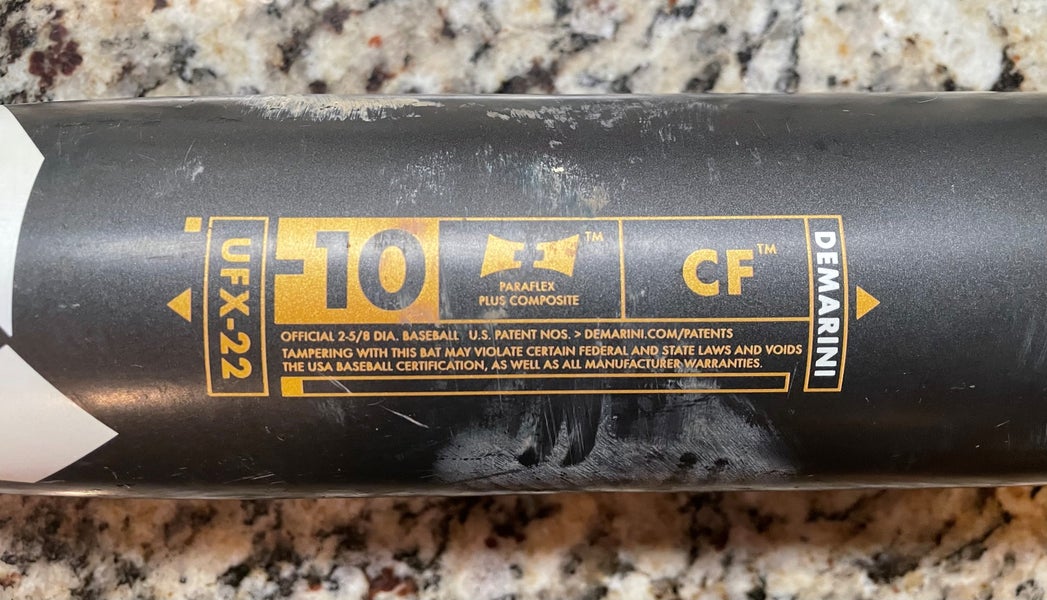 UFX-22
-10
™
PARAFLEX
PLUS COMPOSITE
CF™
OFFICIAL 2-5/8 DIA. BASEBALL U.S. PATENT NOS. > DEMARINI.COM/PATENTS
TAMPERING WITH THIS BAT MAY VIOLATE CERTAIN FEDERAL AND STATE LAWS AND VOIDS
THE USA BASEBALL CERTIFICATION, AS WELL AS ALL MANUFACTURER WARRANTIES.
DEMARINI